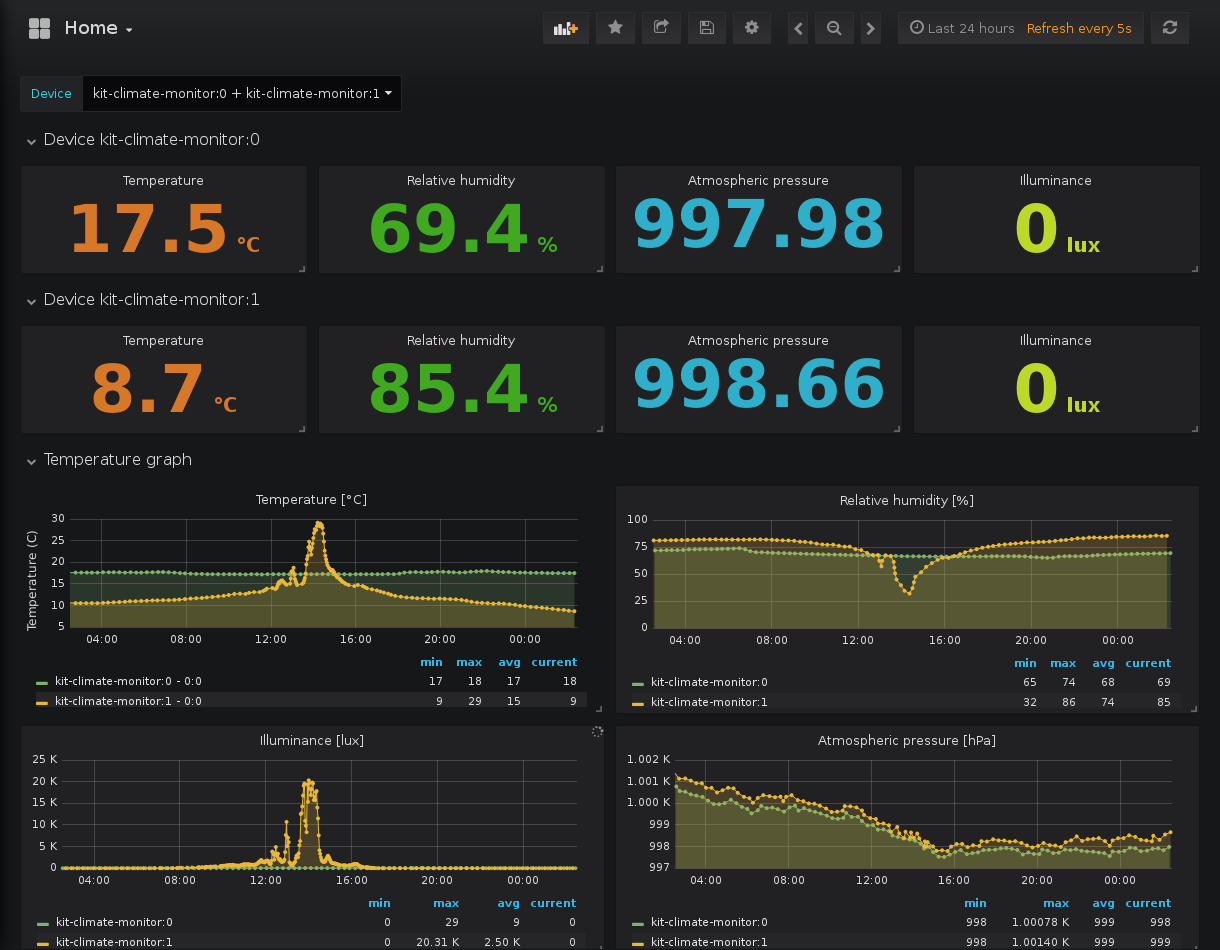 Home
Last 24 hours Refresh every 5s
Device kit-climate-monitor:0 + kit-climate-monitor:1
Device kit-climate-monitor:0
Temperature Relative humidity Atmospheric pressure Illuminance
17.5 °C 69.4 % 997.98 0 lux
Device kit-climate-monitor:1
Temperature Relative humidity Atmospheric pressure Illuminance
8.7 °C 85.4 % 998.66 0 lux
Temperature graph
Temperature [°C]
Temperature (C)
30
25
20
15
10
5
04:00 08:00 12:00 16:00 20:00 00:00
min max avg current
kit-climate-monitor:0 - 0:0 17 18 17 18
kit-climate-monitor:1 - 0:0 9 29 15 9
Relative humidity [%]
100
75
50
25
0
04:00 08:00 12:00 16:00 20:00 00:00
min max avg current
kit-climate-monitor:0 65 74 68 69
kit-climate-monitor:1 32 86 74 85
Illuminance [lux]
25 K
20 K
15 K
10 K
5 K
0
04:00 08:00 12:00 16:00 20:00 00:00
min max avg current
kit-climate-monitor:0 0 29 9 0
kit-climate-monitor:1 0 20.31 K 2.50 K 0
Atmospheric pressure [hPa]
1.002 K
1.001 K
1.000 K
999
998
997
04:00 08:00 12:00 16:00 20:00 00:00
min max avg current
kit-climate-monitor:0 998 1.00078 K 999 998
kit-climate-monitor:1 998 1.00140 K 999 999